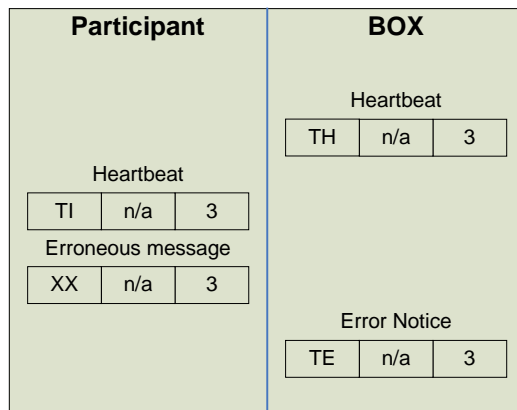 Participant BOX
Heartbeat
TH n/a 3
Heartbeat
TI n/a 3
Erroneous message
XX n/a 3
Error Notice
TE n/a 3